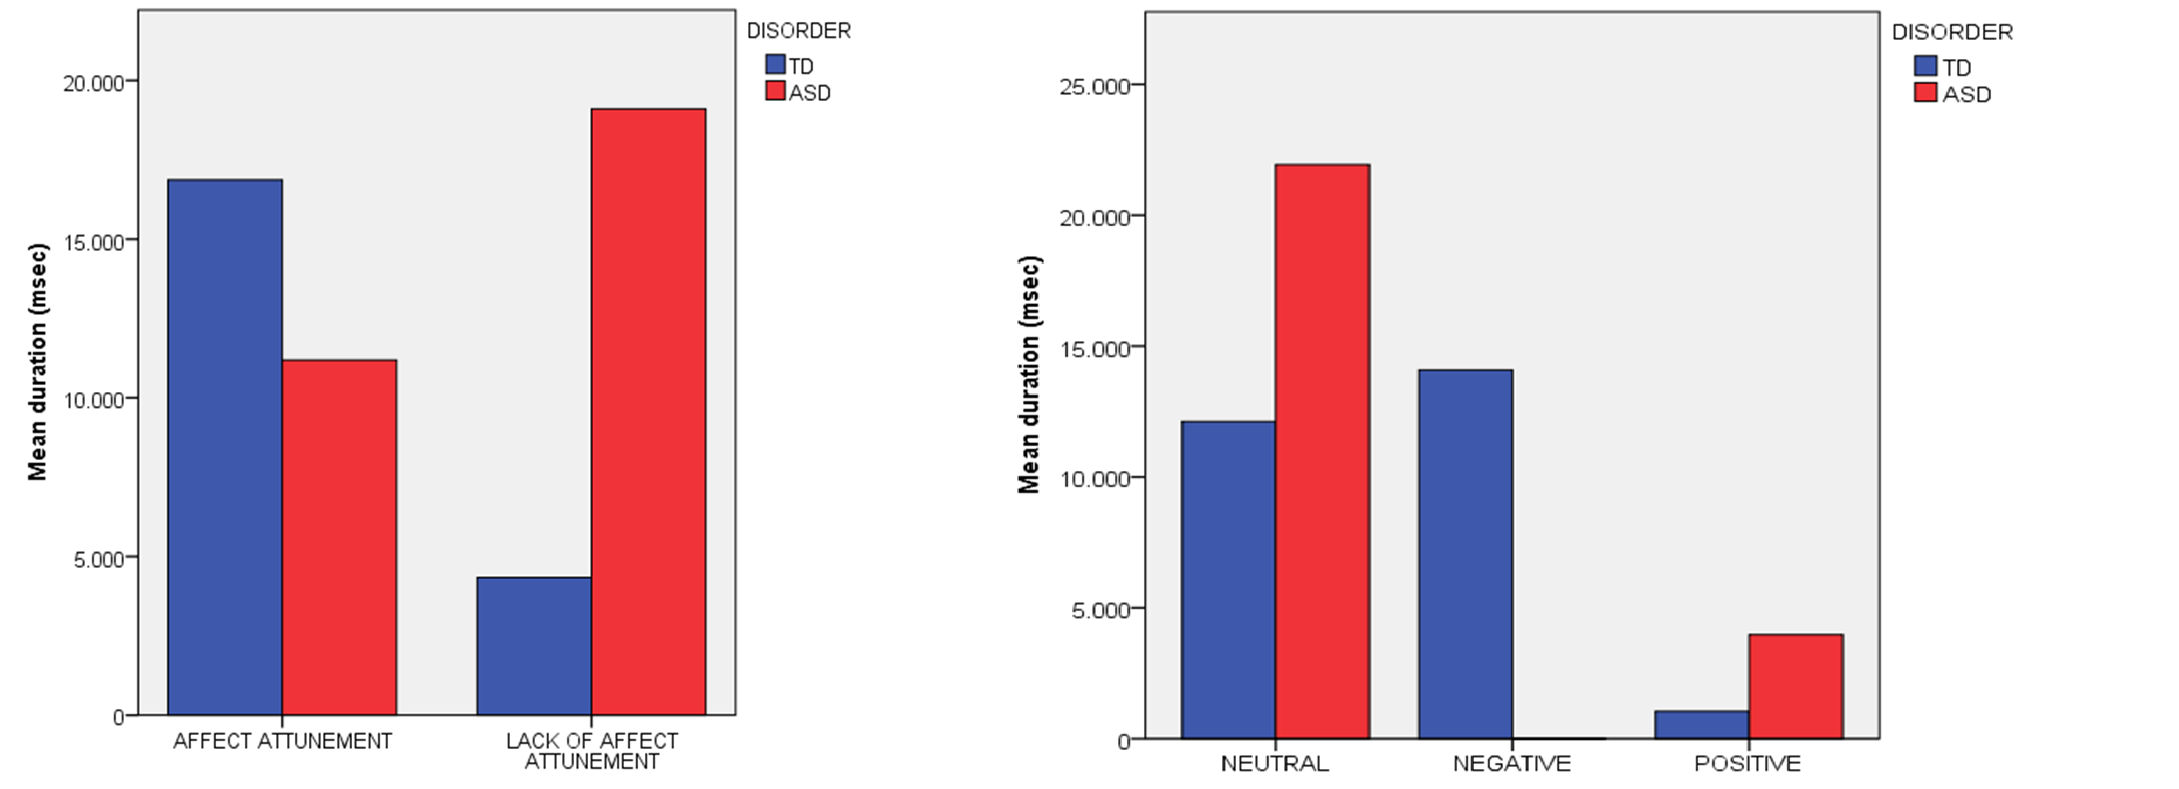 DISORDER
TD
ASD
20.000
15.000
10.000
5.000
0
Mean duration (msec)
AFFECT ATTUNEMENT
LACK OF AFFECT
ATTUNEMENT
DISORDER
TD
ASD
25.000
20.000
15.000
10.000
5.000
0
Mean duration (msec)
NEUTRAL
NEGATIVE
POSITIVE